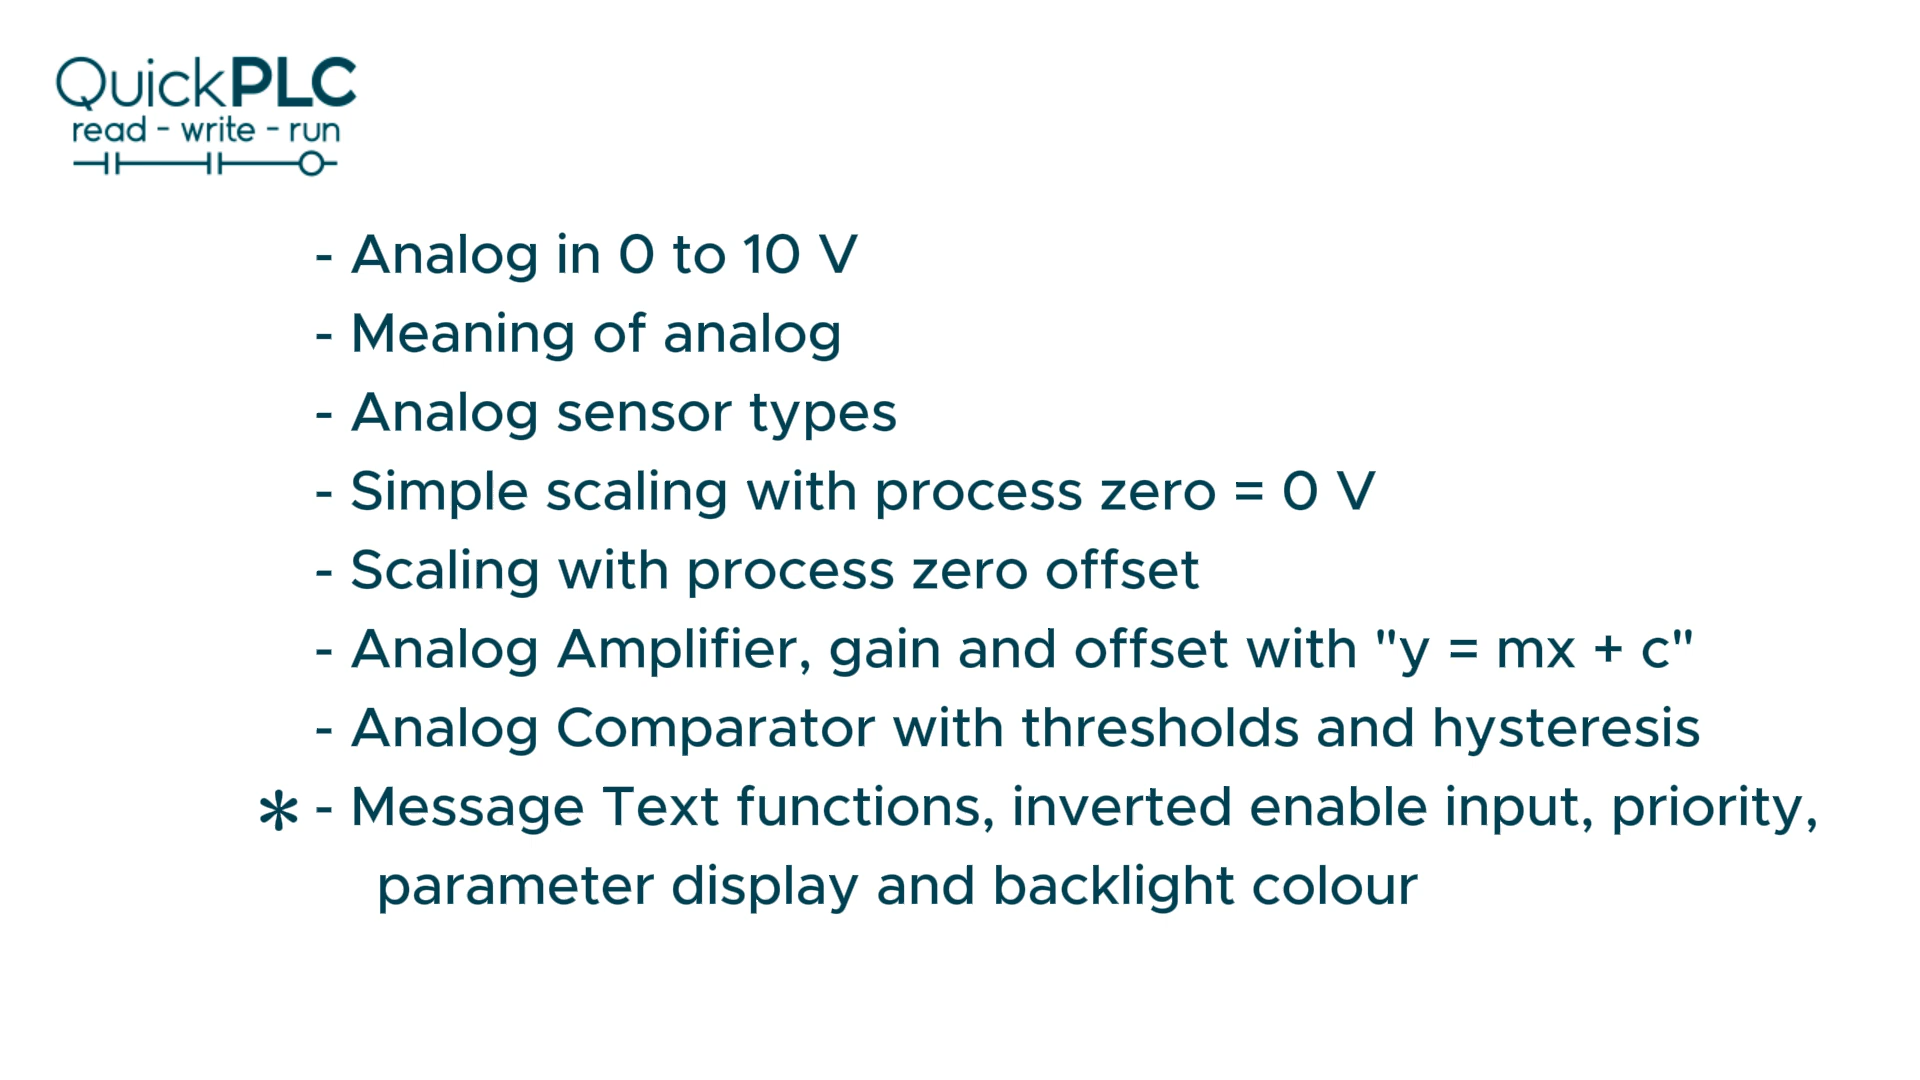 QuickPLC
read - write - run
- Analog in 0 to 10 V
- Meaning of analog
- Analog sensor types
- Simple scaling with process zero = 0 V
- Scaling with process zero offset
- Analog Amplifier, gain and offset with "y = mx + c"
- Analog Comparator with thresholds and hysteresis
* - Message Text functions, inverted enable input, priority,
parameter display and backlight colour